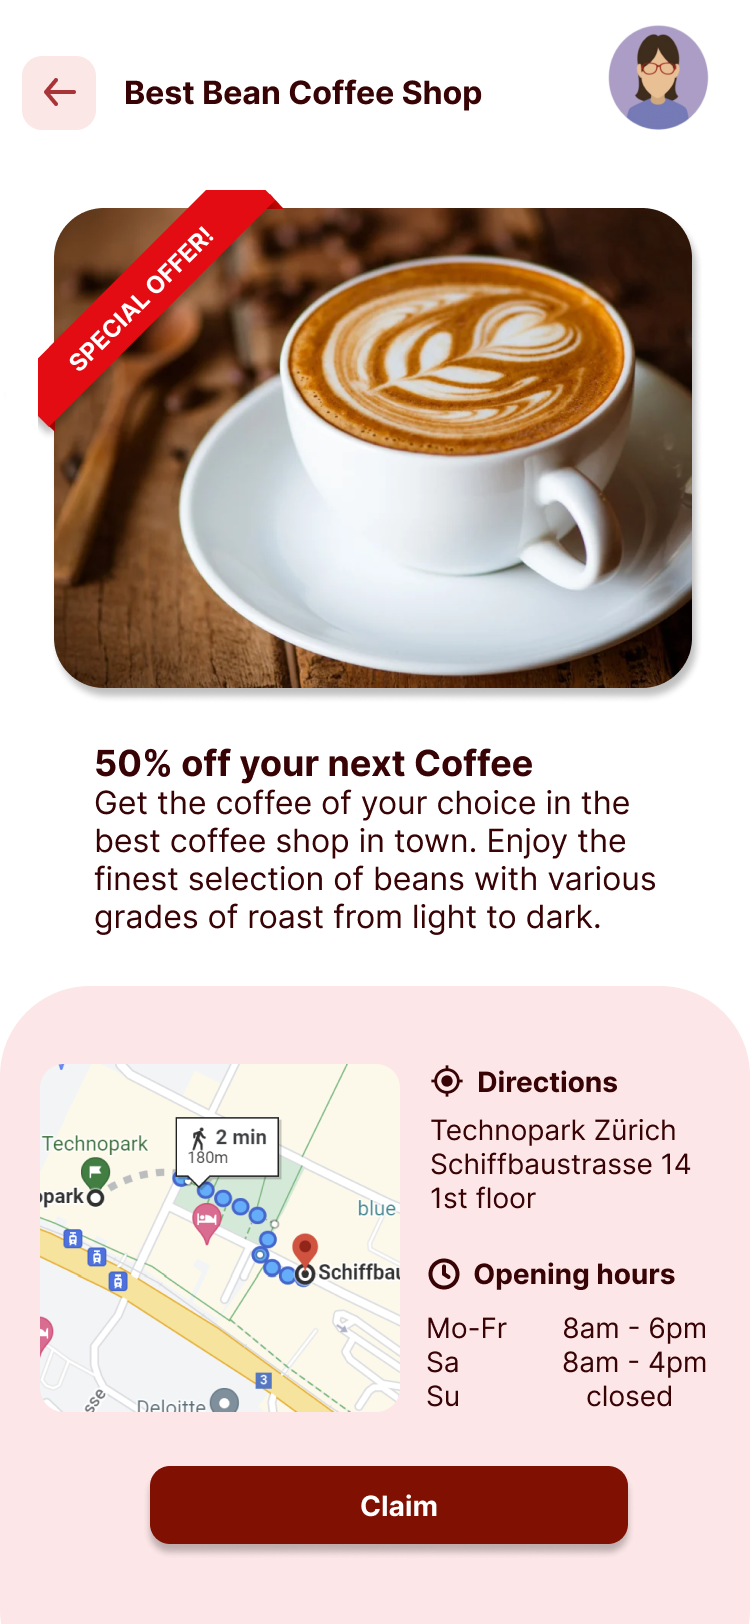 Best Bean Coffee Shop
SPECIAL OFFER!
50% off your next Coffee
Get the coffee of your choice in the
best coffee shop in town. Enjoy the
finest selection of beans with various
grades of roast from light to dark.
Technopark
2 min
180m
opark
blue
Schiffbau
3
Deloitte
sse
Directions
Technopark Zürich
Schiffbaustrasse 14
1st floor
Opening hours
Mo-Fr 8am - 6pm
Sa 8am - 4pm
Su closed
Claim